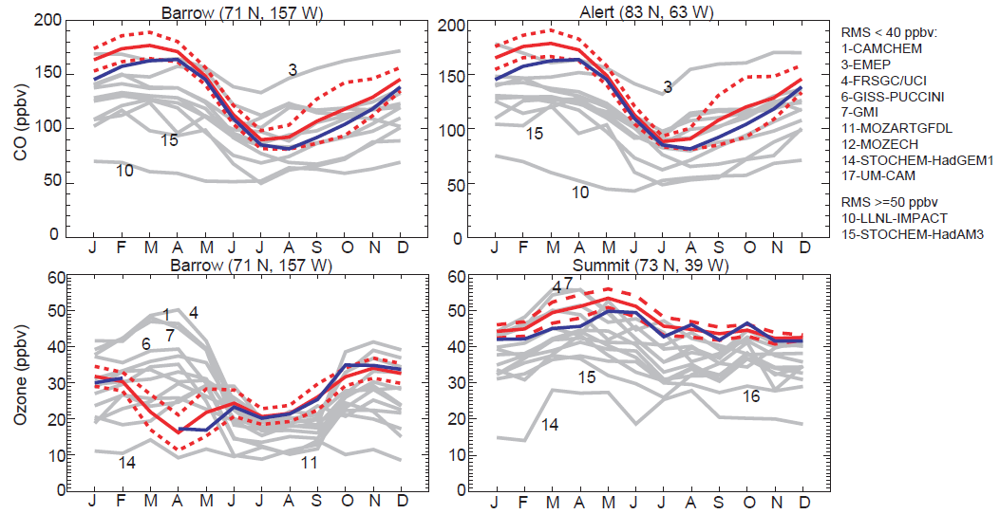 Barrow (71 N, 157 W)
CO (ppbv)
200
150
100
50
0
3
15
10
J F M A M J J A S O N D
Alert (83 N, 63 W)
200
150
100
50
0
3
15
10
J F M A M J J A S O N D
RMS < 40 ppbv:
1-CAMCHEM
3-EMEP
4-FRSGC/UCI
6-GISS-PUCCINI
7-GMI
11-MOZARTGFDL
12-MOZECH
14-STOCHEM-HadGEM1
17-UM-CAM
RMS >=50 ppbv
10-LLNL-IMPACT
15-STOCHEM-HadAM3
Barrow (71 N, 157 W)
Ozone (ppbv)
60
50
40
30
20
10
0
1 4
7
6
14
11
J F M A M J J A S O N D
Summit (73 N, 39 W)
60
50
40
30
20
10
0
47
15
16
14
J F M A M J J A S O N D